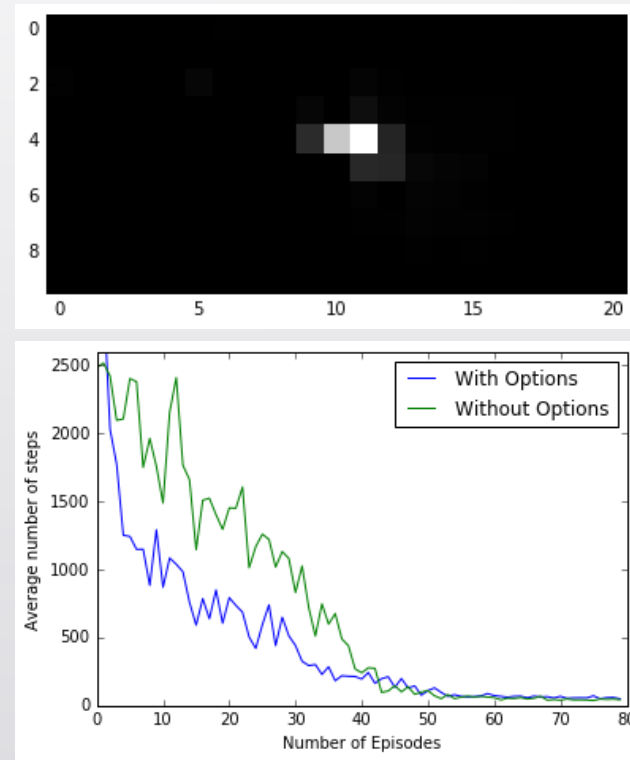 0
2
4
6
8
0 5 10 15 20
2500
2000
1500
1000
500
0
Average number of steps
With Options
Without Options
0 10 20 30 40 50 60 70 80
Number of Episodes